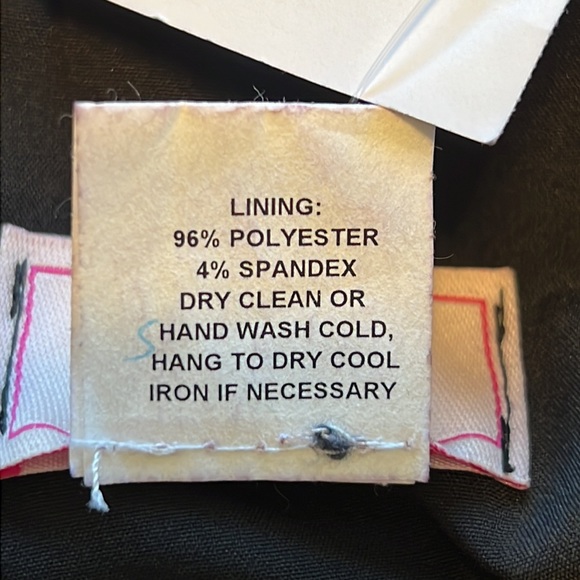 LINING:
96% POLYESTER
4% SPANDEX
DRY CLEAN OR
S HAND WASH COLD,
HANG TO DRY COOL
IRON IF NECESSARY